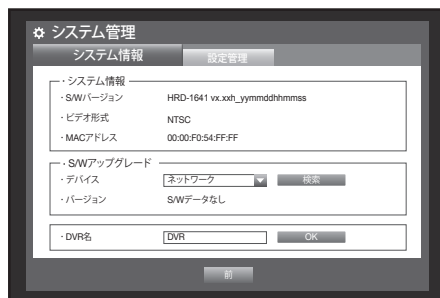 システム管理
システム情報 設定管理
・システム情報
・S/Wバージョン HRD-1641 vx.xxh_yymmddhhmmss
・ビデオ形式 NTSC
・MACアドレス 00:00:F0:54:FF:FF
・S/Wアップグレード
・デバイス ネットワーク 検索
・バージョン S/Wデータなし
・DVR名 DVR OK
前